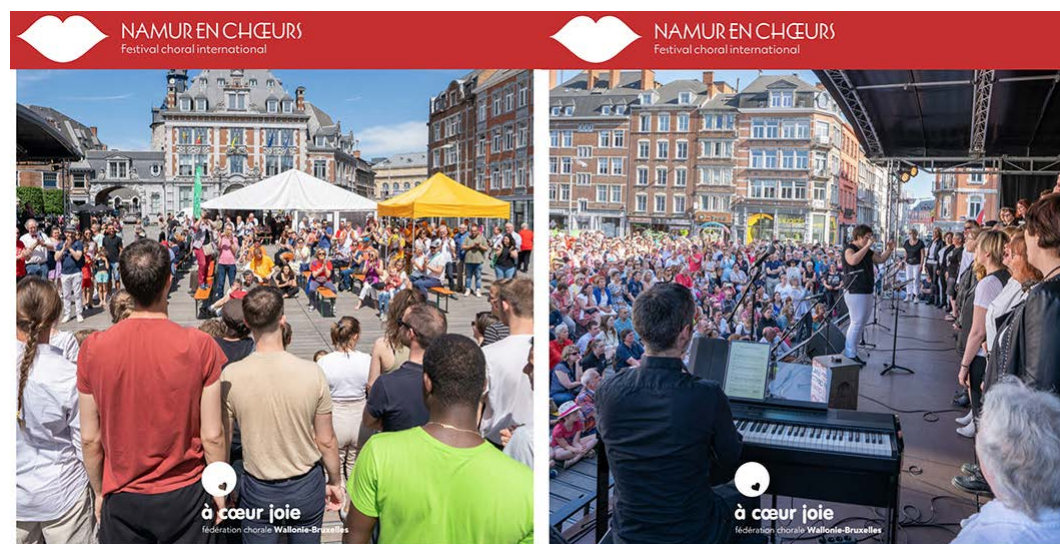 NAMUR EN CHŒURS
Festival choral international
à cœur joie
fédération chorale Wallonie-Bruxelles
NAMUR EN CHŒURS
Festival choral international
à cœur joie
fédération chorale Wallonie-Bruxelles